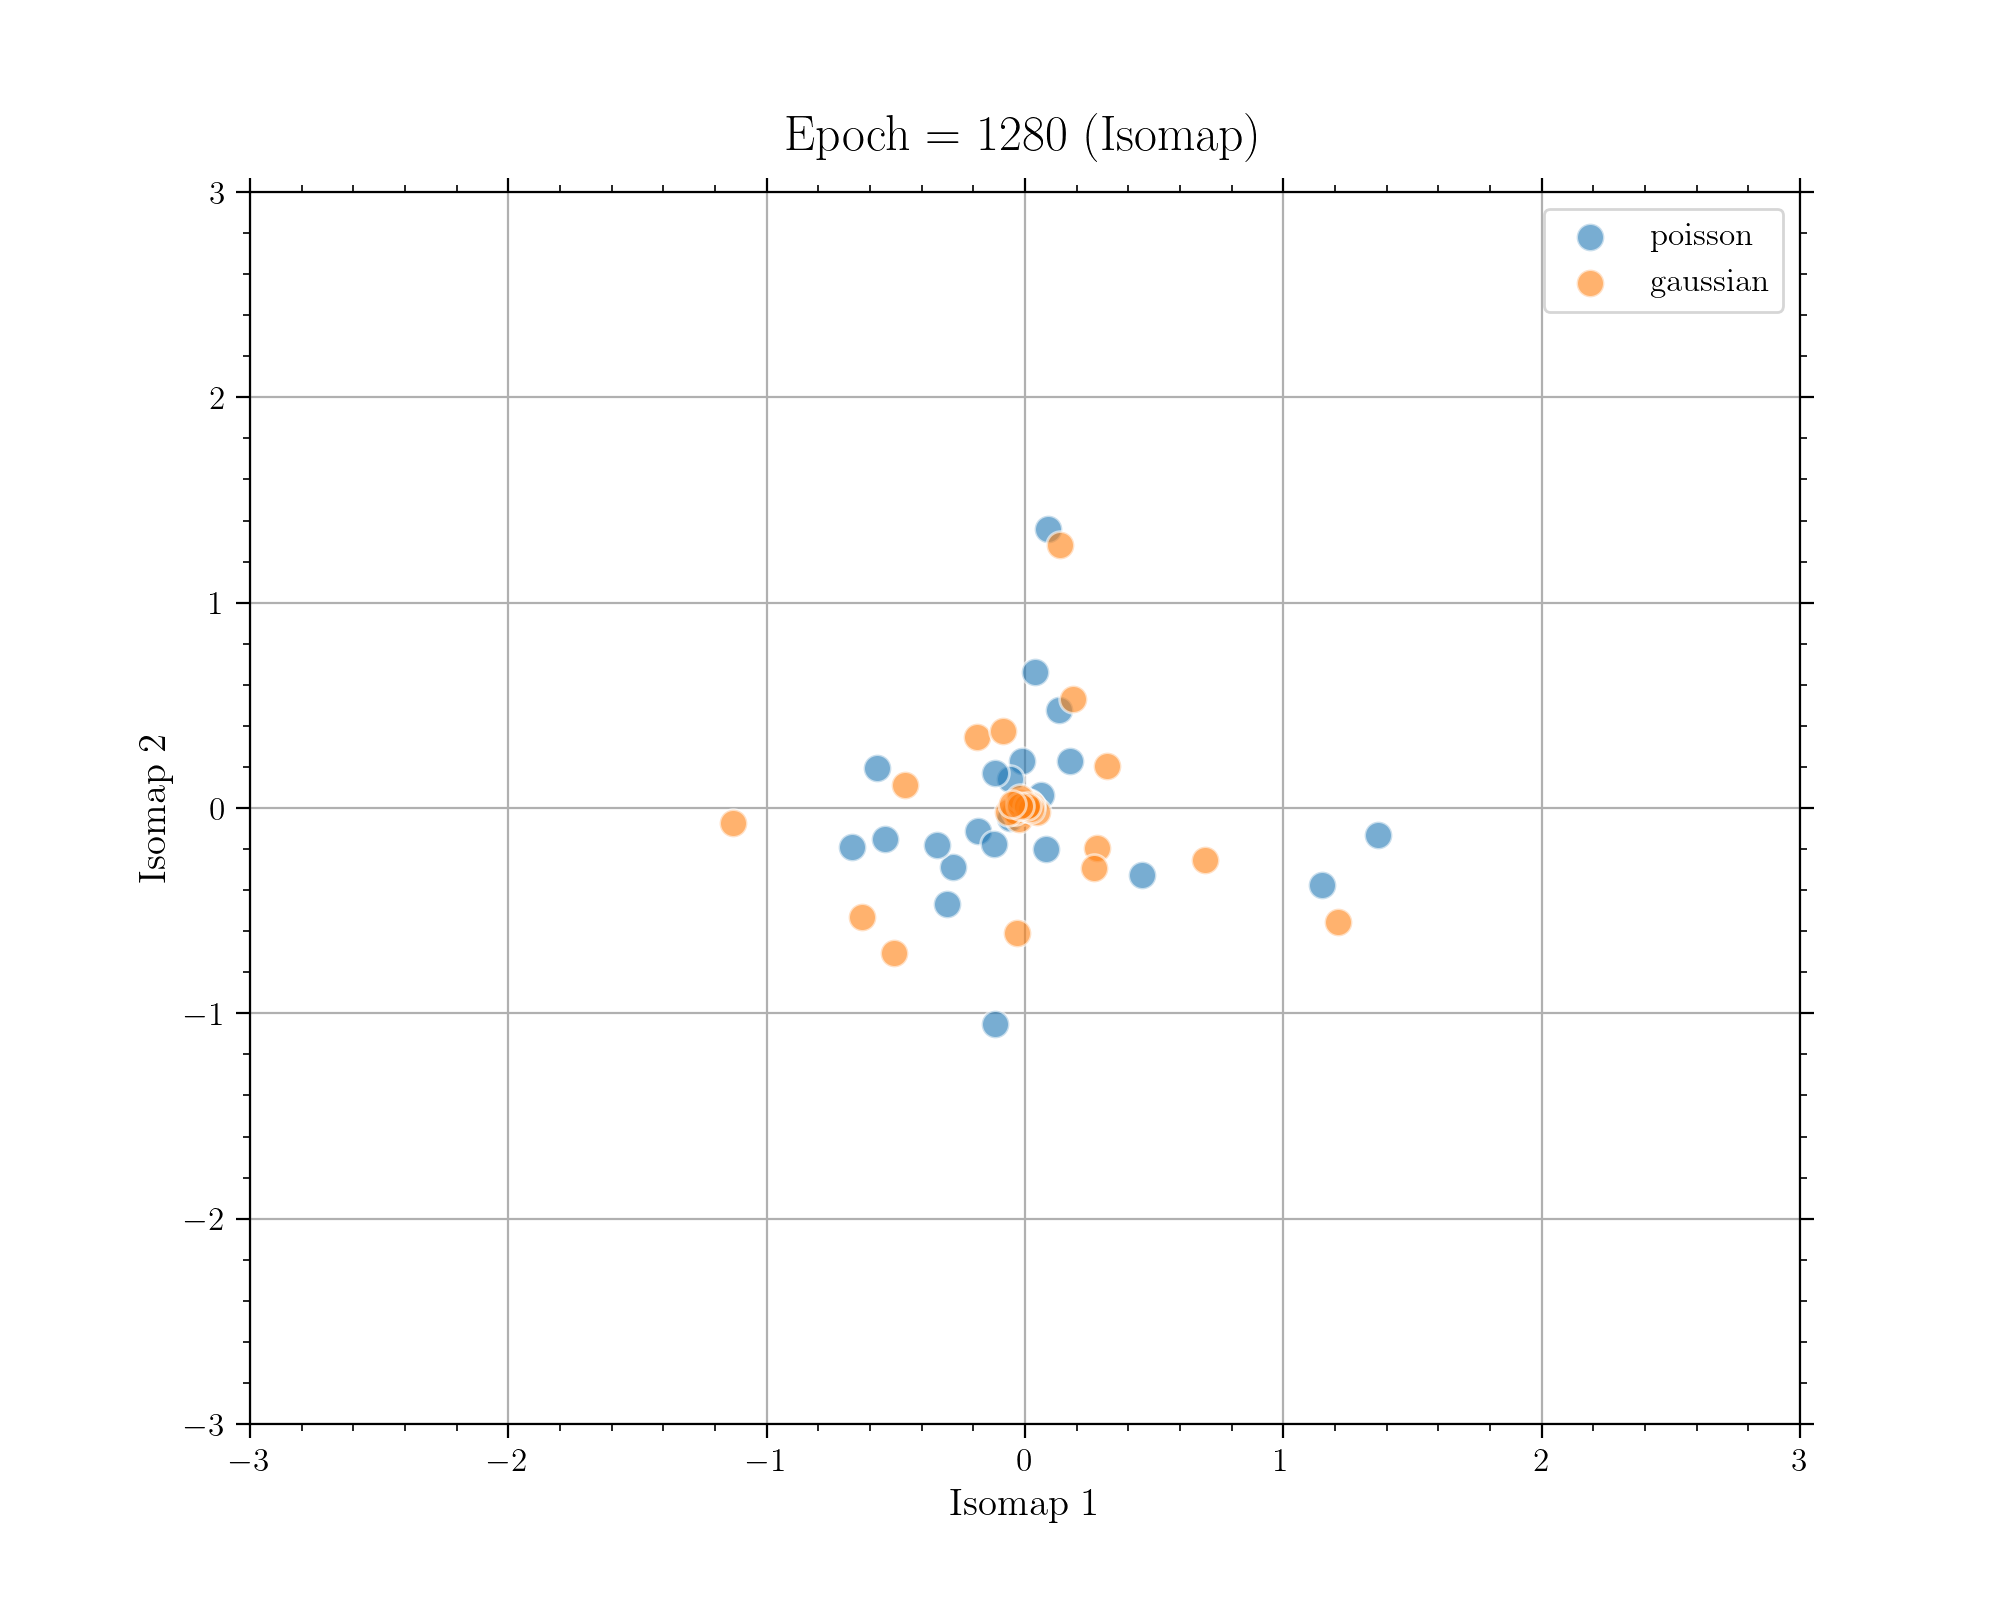 Epoch = 1280 (Isomap)
poisson
gaussian
3
2
1
0
−1
−2
−3
Isomap 2
−3 −2 −1 0 1 2 3
Isomap 1